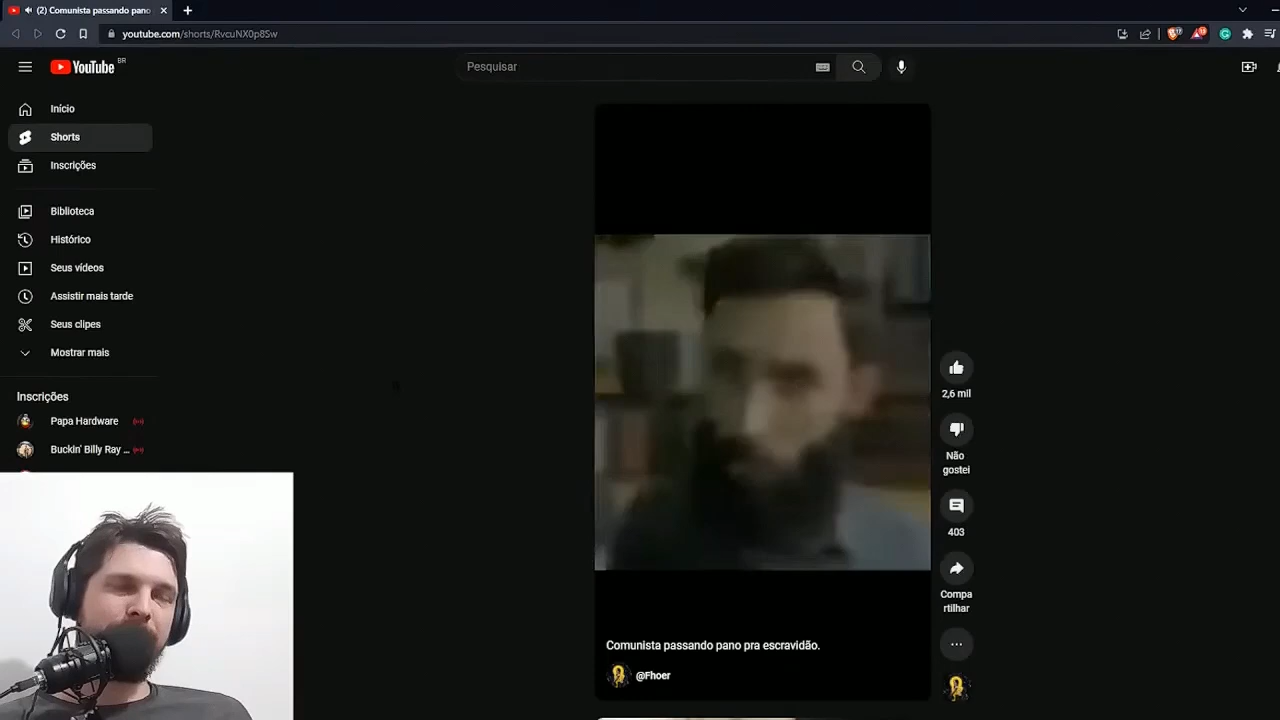 (2) Comunista passando pano
youtube.com/shorts/RvcuNX0p8Sw
YouTube BR
Pesquisar
Início
Shorts
Inscrições
Biblioteca
Histórico
Seus vídeos
Assistir mais tarde
Seus clipes
Mostrar mais
Inscrições
Papa Hardware
Buckin' Billy Ray ...
2,6 mil
Não
gostei
403
Compa
rtilhar
Comunista passando pano pra escravidão.
@Fhoer